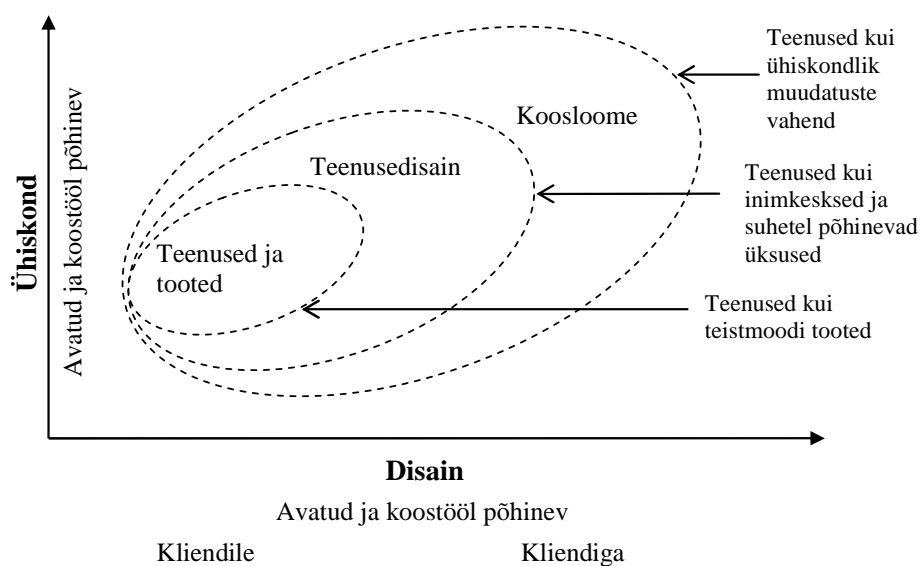 Teenused kui
ühiskondlik
muudatuste
vahend
Koosloome
Teenusedisain
Teenused kui
inimkesksed ja
suhetel põhinevad
üksused
Teenused ja
tooted
Teenused kui
teistmoodi tooted
Ühiskond
Avatud ja koostööl põhinev
Disain
Avatud ja koostööl põhinev
Kliendile
Kliendiga